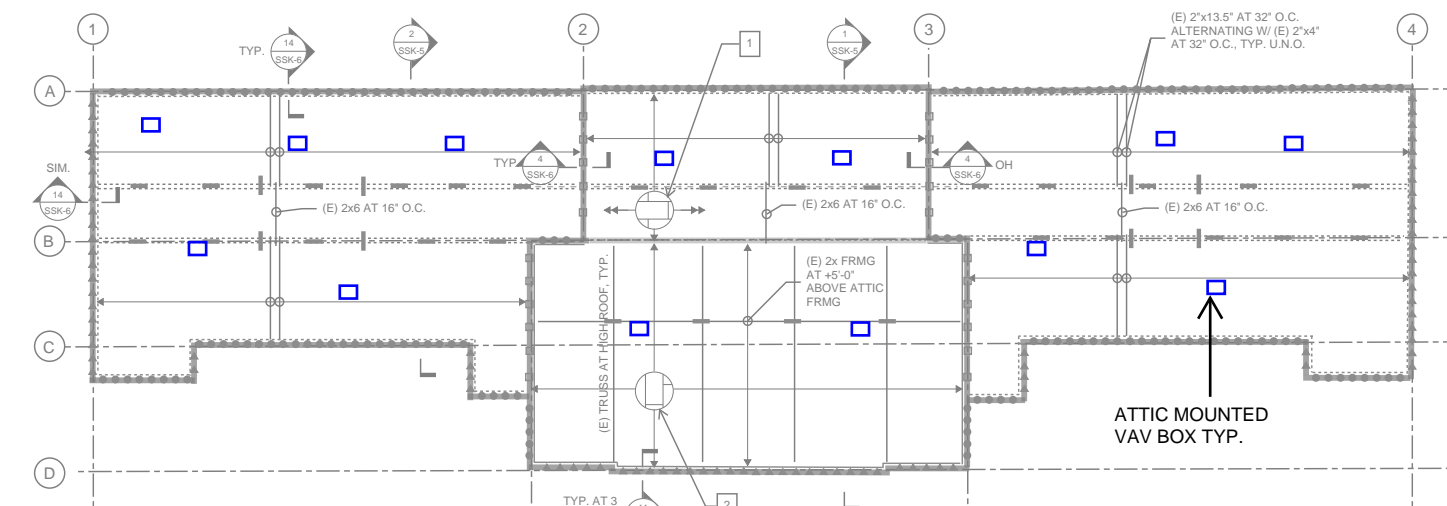 1
2
3
4
A
B
C
D
TYP.
14
SSK-6
2
SSK-5
1
1
SSK-5
(E) 2"x13.5" AT 32" O.C.
ALTERNATING W/ (E) 2"x4"
AT 32" O.C., TYP. U.N.O.
SIM.
14
SSK-6
TYP.
4
SSK-6
4
SSK-6
OH
(E) 2x6 AT 16" O.C.
(E) 2x6 AT 16" O.C.
(E) 2x6 AT 16" O.C.
(E) TRUSS AT HIGH ROOF, TYP.
(E) 2x FRMG
AT +5'-0"
ABOVE ATTIC
FRMG
ATTIC MOUNTED
VAV BOX TYP.
TYP. AT 3
2